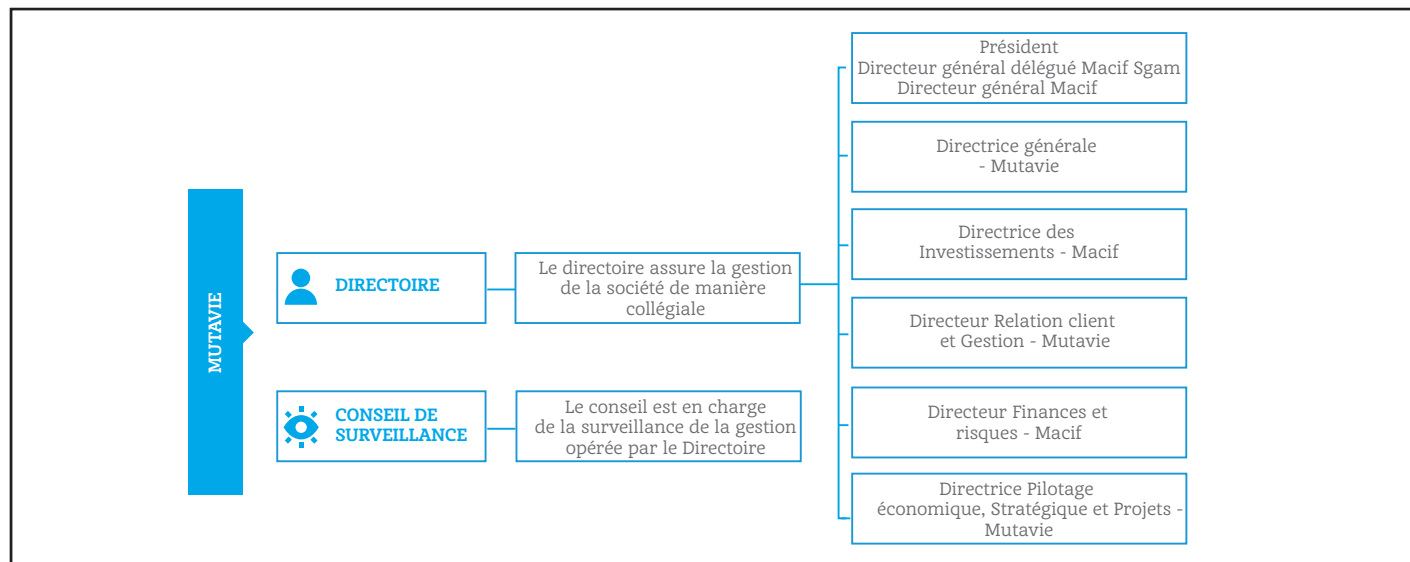 MUTAVIE
DIRECTOIRE
Le directoire assure la gestion
de la société de manière
collégiale
CONSEIL DE
SURVEILLANCE
Le conseil est en charge
de la surveillance de la gestion
opérée par le Directoire
Président
Directeur général délégué Macif Sgam
Directeur général Macif
Directrice générale
- Mutavie
Directrice des
Investissements - Macif
Directeur Relation client
et Gestion - Mutavie
Directeur Finances et
risques - Macif
Directrice Pilotage
économique, Stratégique et Projets -
Mutavie